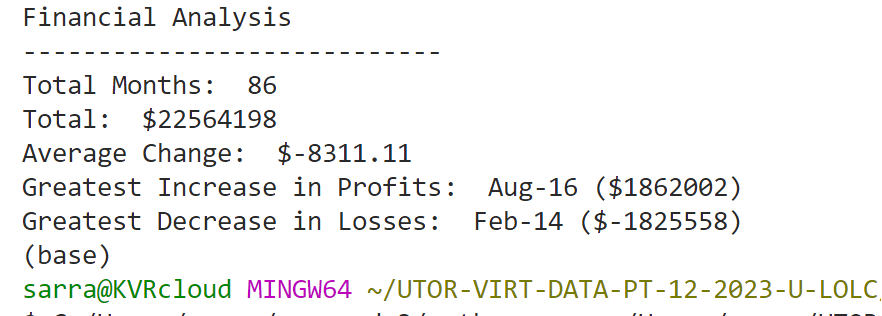 Financial Analysis
----------------------------
Total Months:  86
Total:  $22564198
Average Change:  $-8311.11
Greatest Increase in Profits:  Aug-16 ($1862002)
Greatest Decrease in Losses:  Feb-14 ($-1825558)
(base)
sarra@KVRcloud MINGW64 ~/UTOR-VIRT-DATA-PT-12-2023-U-LOLC/